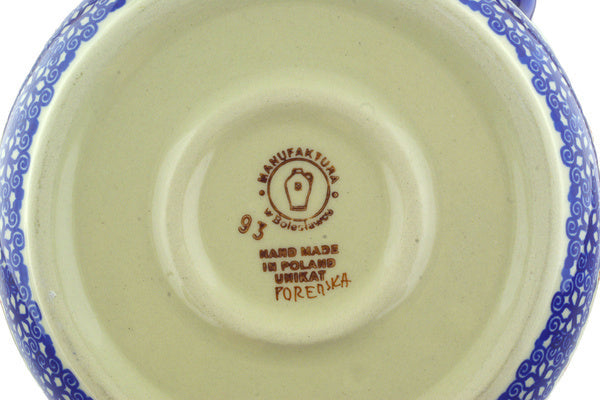 MANUFAKTURA
B
w Bolesławcu
93
HAND MADE
IN POLAND
UNIKAT
POREŃSKA